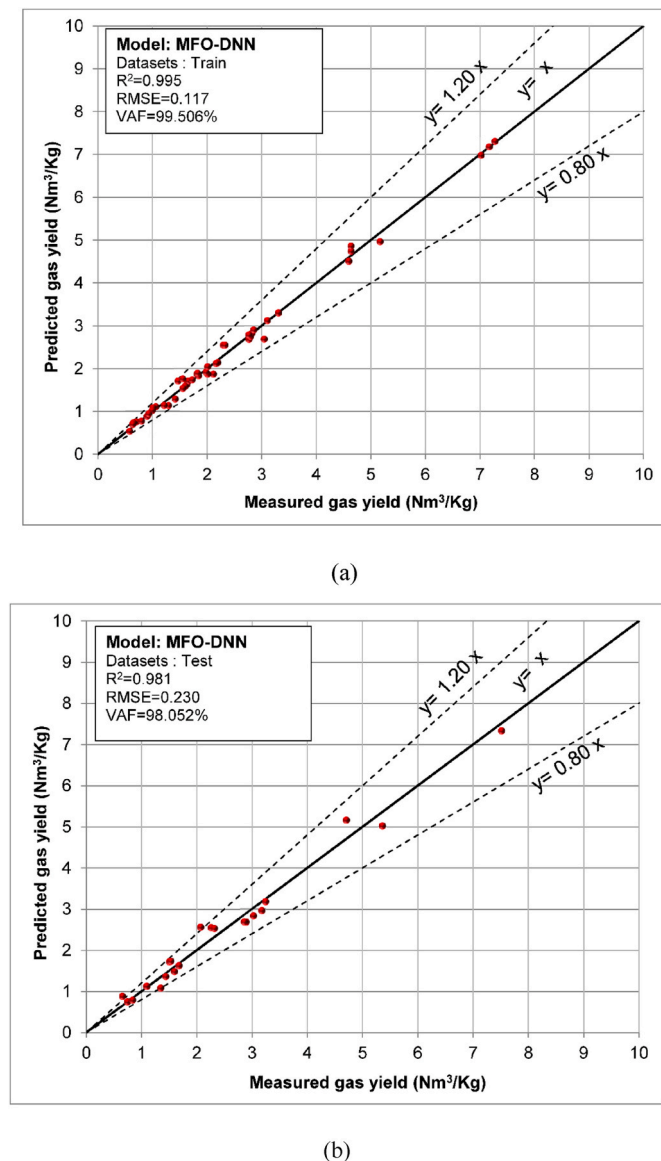 Model: MFO-DNN
Datasets : Train
R²=0.995
RMSE=0.117
VAF=99.506%
y= 1.20 x
y= x
y= 0.80 x
10
9
8
7
6
5
4
3
2
1
0
0 1 2 3 4 5 6 7 8 9 10
Predicted gas yield (Nm³/Kg)
Measured gas yield (Nm³/Kg)
(a)
Model: MFO-DNN
Datasets : Test
R²=0.981
RMSE=0.230
VAF=98.052%
y= 1.20 x
y= x
y= 0.80 x
10
9
8
7
6
5
4
3
2
1
0
0 1 2 3 4 5 6 7 8 9 10
Predicted gas yield (Nm³/Kg)
Measured gas yield (Nm³/Kg)
(b)